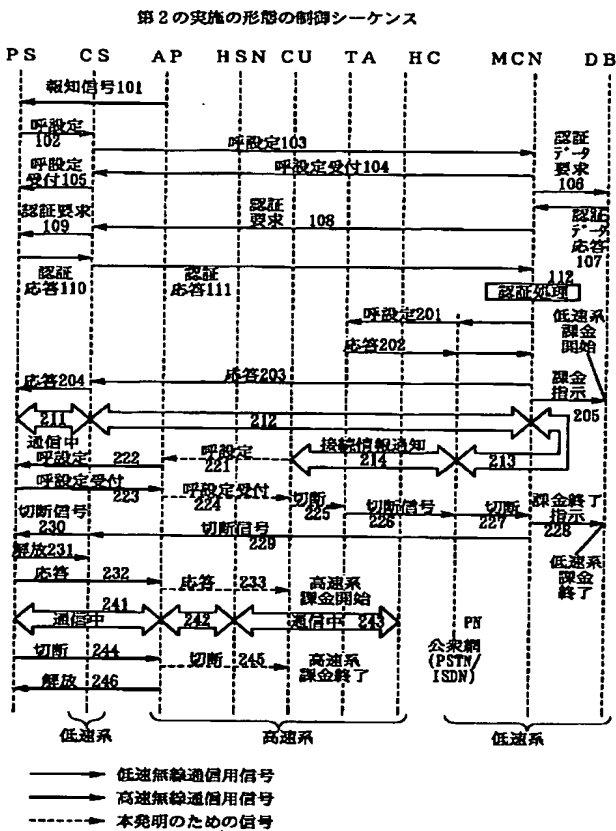 第2の実施の形態の制御シーケンス
PS CS AP HSN CU TA HC MCN DB
報知信号101
呼設定
102
呼設定103
認証
データ
要求
106
呼設定
受付105
呼設定受付104
認証要求
109
認証
要求 108
認証
データ
応答
107
認証
応答110
認証
応答111
112
認証処理
呼設定201
低速系
課金
開始
応答202
応答204
応答203
課金
指示
205
211
212
通信中
呼設定 222
呼設定
221
接続情報通知
214
213
呼設定受付
223
呼設定受付
224
切断
225
切断信号
226
切断
227
課金終了
指示
228
切断信号
230
切断信号
229
解放231
低速系
課金
終了
応答 232
応答 233
高速系
課金開始
241
通信中
242
通信中 243
PN
公衆網
(PSTN/
ISDN)
切断 244
切断 245
高速系
課金終了
解放 246
低速系
高速系
低速系
低速無線通信用信号
高速無線通信用信号
本発明のための信号